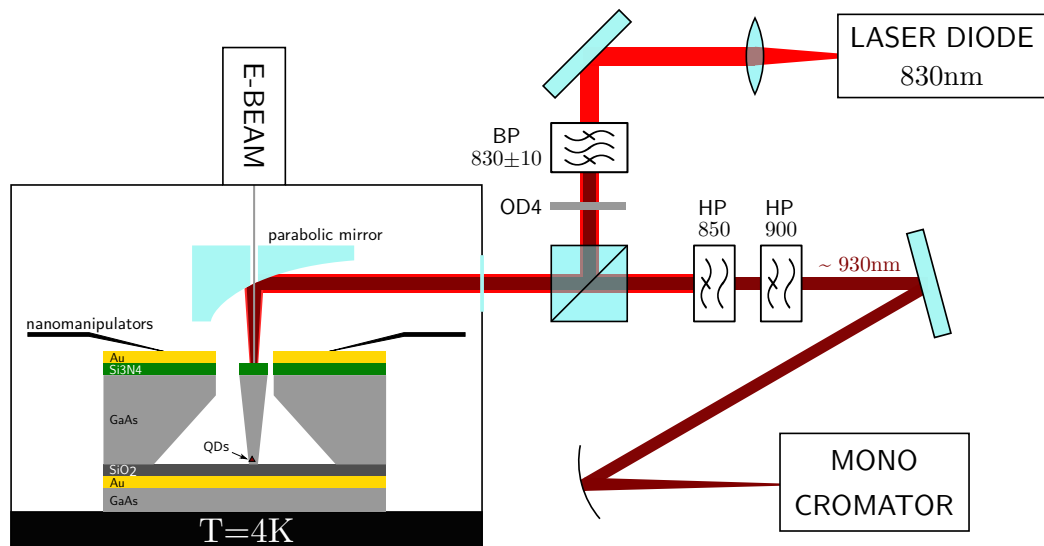 LASER DIODE
830nm
E-BEAM
BP
830±10
OD4
HP
850
HP
900
~ 930nm
parabolic mirror
nanomanipulators
Au
Si3N4
GaAs
QDs
SiO2
Au
GaAs
T=4K
MONO
CROMATOR